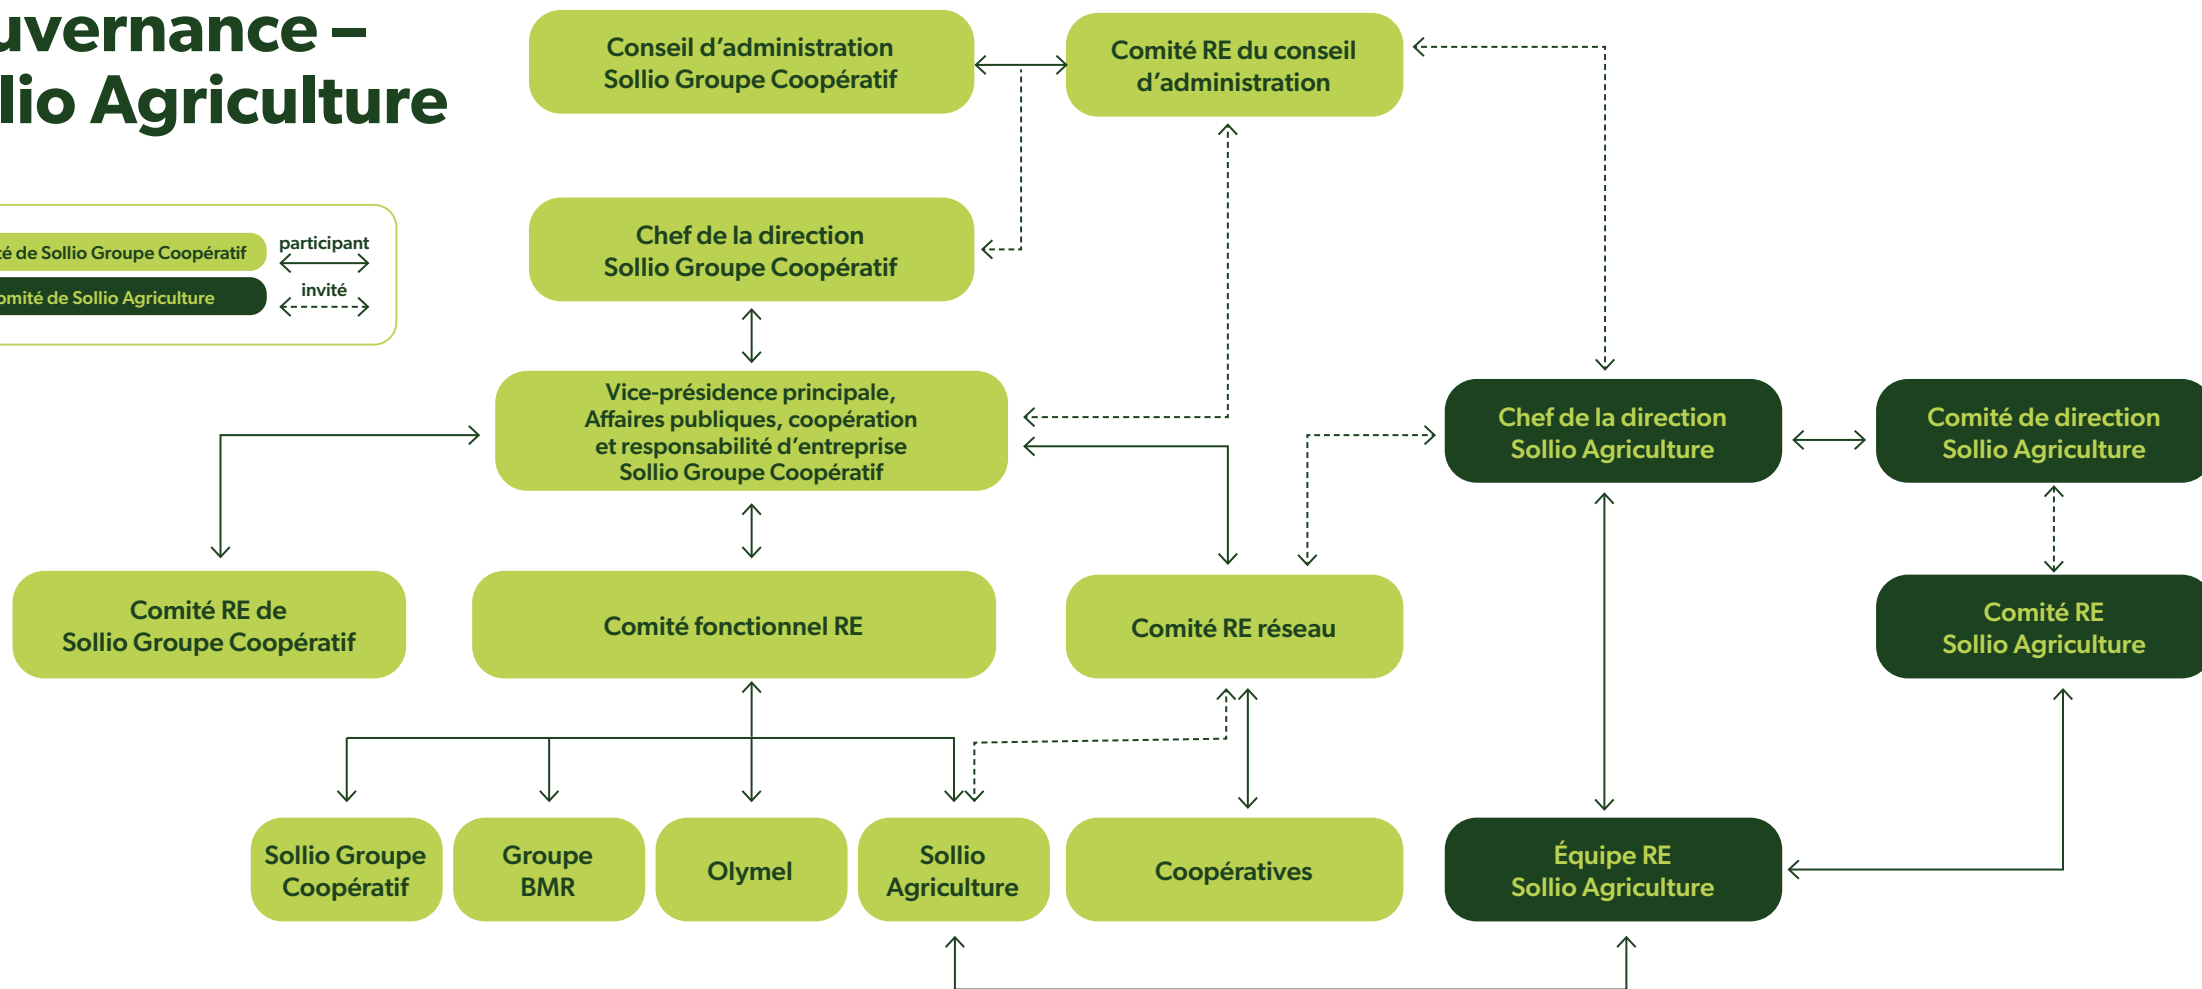 uvernance –
llio Agriculture
té de Sollio Groupe Coopératif
participant
omité de Sollio Agriculture
invité
Conseil d’administration
Sollio Groupe Coopératif
Comité RE du conseil
d’administration
Chef de la direction
Sollio Groupe Coopératif
Vice-présidence principale,
Affaires publiques, coopération
et responsabilité d’entreprise
Sollio Groupe Coopératif
Chef de la direction
Sollio Agriculture
Comité de direction
Sollio Agriculture
Comité RE de
Sollio Groupe Coopératif
Comité fonctionnel RE
Comité RE réseau
Comité RE
Sollio Agriculture
Sollio Groupe
Coopératif
Groupe
BMR
Olymel
Sollio
Agriculture
Coopératives
Équipe RE
Sollio Agriculture